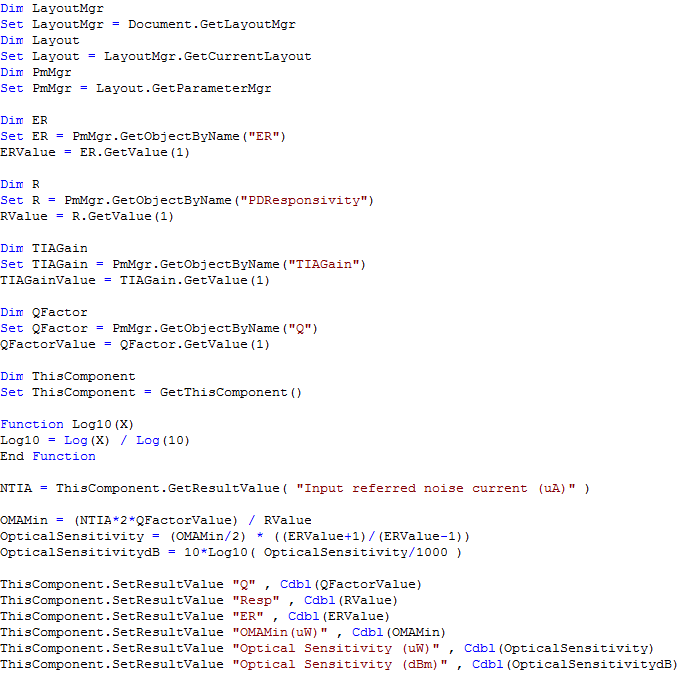 Dim LayoutMgr
Set LayoutMgr = Document.GetLayoutMgr
Dim Layout
Set Layout = LayoutMgr.GetCurrentLayout
Dim PmMgr
Set PmMgr = Layout.GetParameterMgr

Dim ER
Set ER = PmMgr.GetObjectByName("ER")
ERValue = ER.GetValue(1)

Dim R
Set R = PmMgr.GetObjectByName("PDResponsivity")
RValue = R.GetValue(1)

Dim TIAGain
Set TIAGain = PmMgr.GetObjectByName("TIAGain")
TIAGainValue = TIAGain.GetValue(1)

Dim QFactor
Set QFactor = PmMgr.GetObjectByName("Q")
QFactorValue = QFactor.GetValue(1)

Dim ThisComponent
Set ThisComponent = GetThisComponent()

Function Log10(X)
Log10 = Log(X) / Log(10)
End Function

NTIA = ThisComponent.GetResultValue( "Input referred noise current (uA)" )

OMAMin = (NTIA*2*QFactorValue) / RValue
OpticalSensitivity = (OMAMin/2) * ((ERValue+1)/(ERValue-1))
OpticalSensitivitydB = 10*Log10( OpticalSensitivity/1000 )

ThisComponent.SetResultValue "Q" , Cdbl(QFactorValue)
ThisComponent.SetResultValue "Resp" , Cdbl(RValue)
ThisComponent.SetResultValue "ER" , Cdbl(ERValue)
ThisComponent.SetResultValue "OMAMin(uW)" , Cdbl(OMAMin)
ThisComponent.SetResultValue "Optical Sensitivity (uW)" , Cdbl(OpticalSensitivity)
ThisComponent.SetResultValue "Optical Sensitivity (dBm)" , Cdbl(OpticalSensitivitydB)